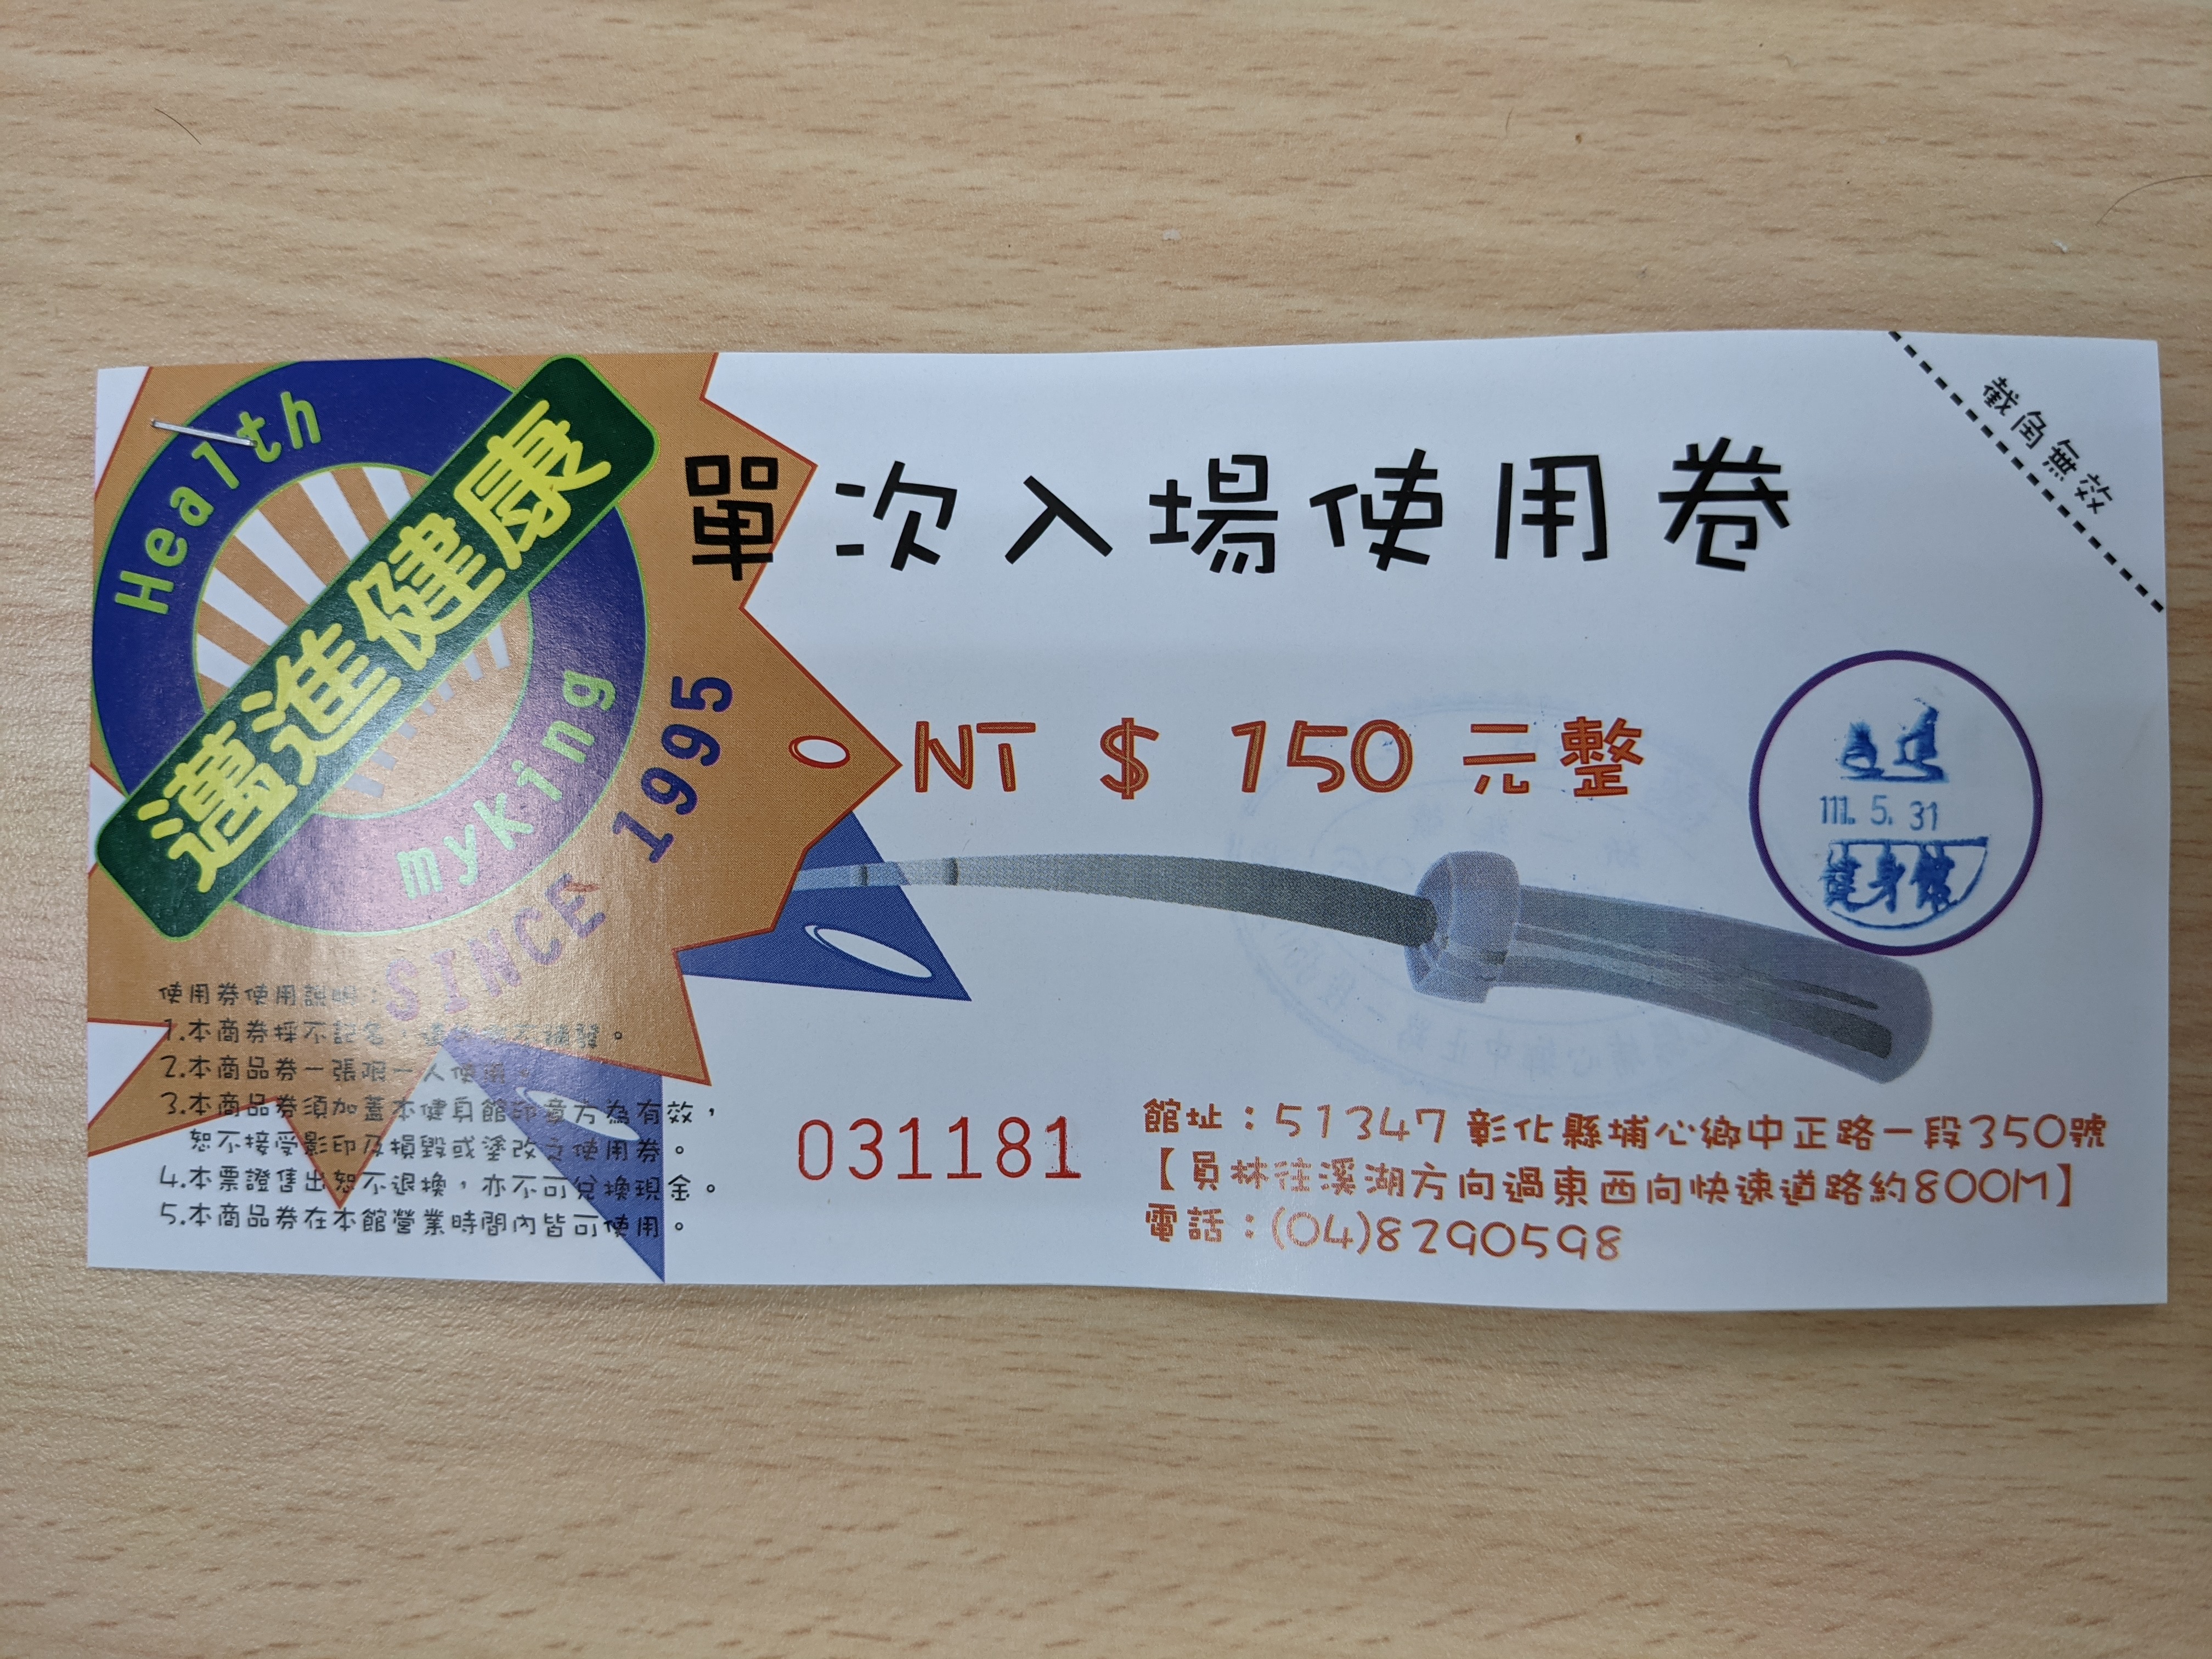 Health
邁進健康
myking
SINCE 1995
單次入場使用卷
截角無效
NT $ 150 元整
111. 5. 31
健身館
使用券使用說明：
1.本商券採不記名，遺失恕不補發。
2.本商品券一張限一人使用。
3.本商品券須加蓋本健身館印章方為有效，
恕不接受影印及損毀或塗改之使用券。
4.本票證售出恕不退換，亦不可兌換現金。
5.本商品券在本館營業時間內皆可使用。
031181
館址：51347 彰化縣埔心鄉中正路一段350號
【員林往溪湖方向過東西向快速道路約800M】
電話：(04)8290598